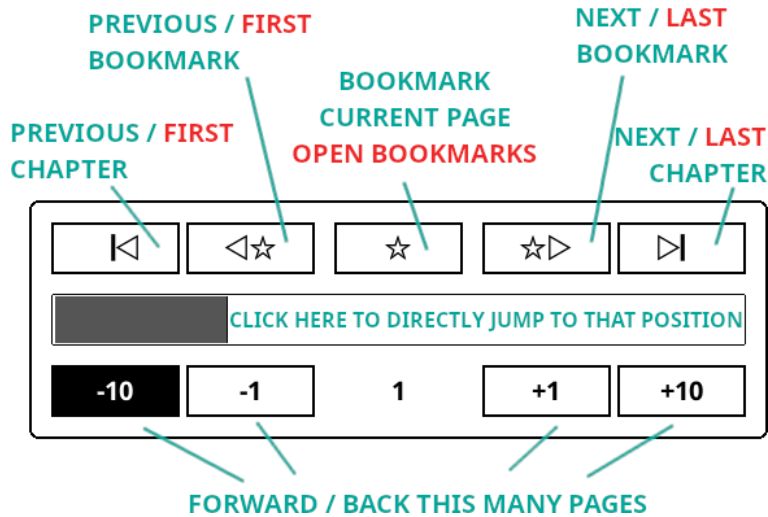 PREVIOUS / FIRST
BOOKMARK
NEXT / LAST
BOOKMARK
BOOKMARK
CURRENT PAGE
OPEN BOOKMARKS
PREVIOUS / FIRST
CHAPTER
NEXT / LAST
CHAPTER
CLICK HERE TO DIRECTLY JUMP TO THAT POSITION
-10 -1 1 +1 +10
FORWARD / BACK THIS MANY PAGES